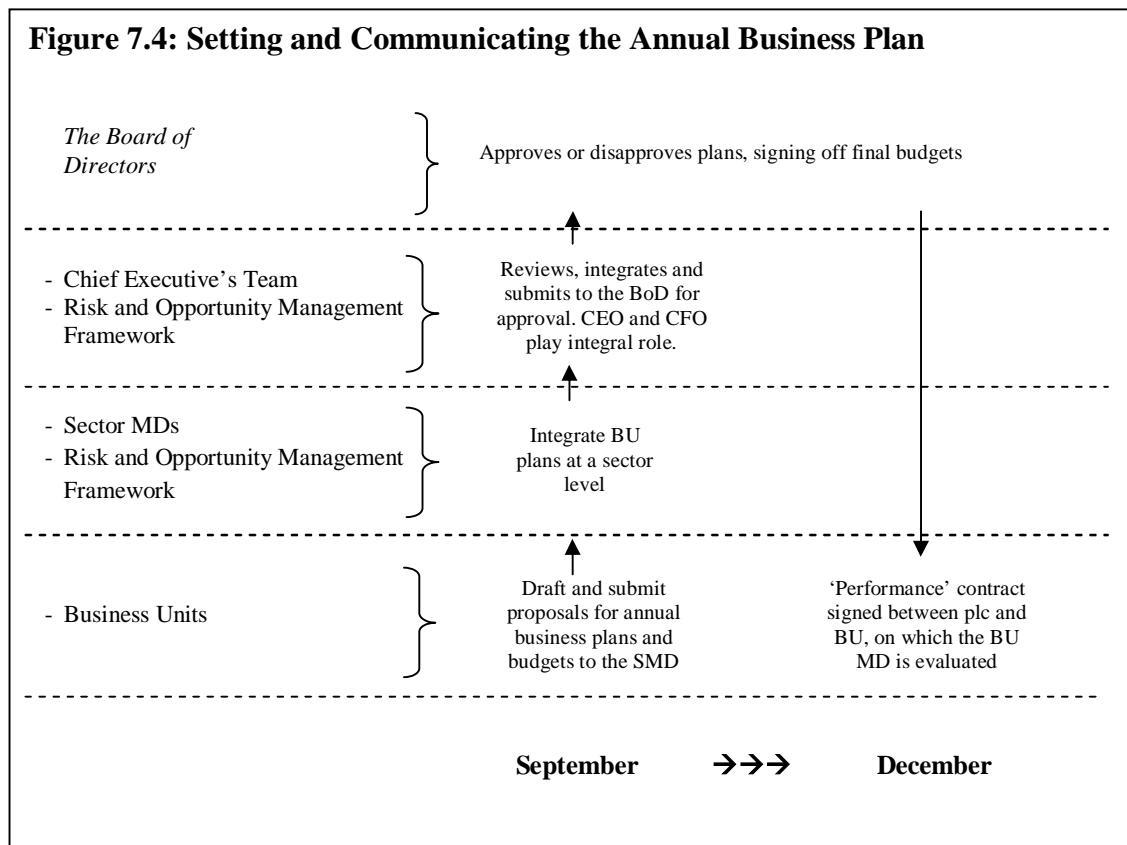 Figure 7.4: Setting and Communicating the Annual Business Plan
The Board of
Directors
Approves or disapproves plans, signing off final budgets
- Chief Executive’s Team
- Risk and Opportunity Management
Framework
Reviews, integrates and
submits to the BoD for
approval. CEO and CFO
play integral role.
- Sector MDs
- Risk and Opportunity Management
Framework
Integrate BU
plans at a sector
level
- Business Units
Draft and submit
proposals for annual
business plans and
budgets to the SMD
‘Performance’ contract
signed between plc and
BU, on which the BU
MD is evaluated
September →→→ December